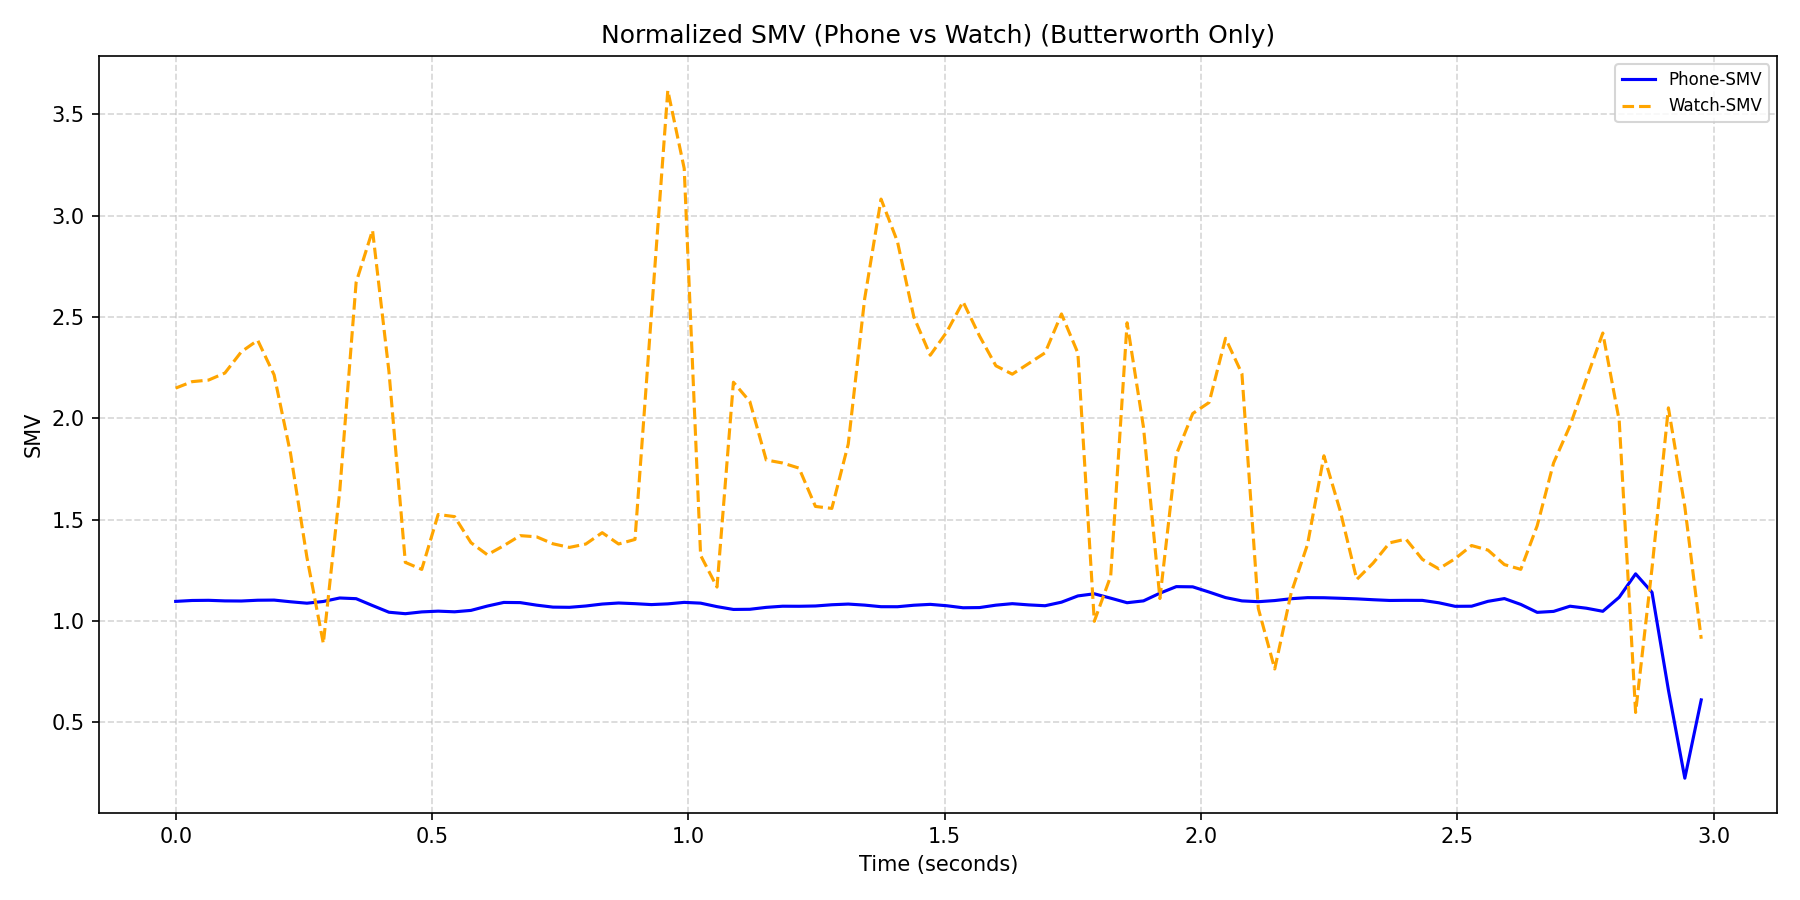 Normalized SMV (Phone vs Watch) (Butterworth Only)
Phone-SMV
Watch-SMV
3.5
3.0
2.5
2.0
1.5
1.0
0.5
SMV
0.0 0.5 1.0 1.5 2.0 2.5 3.0
Time (seconds)